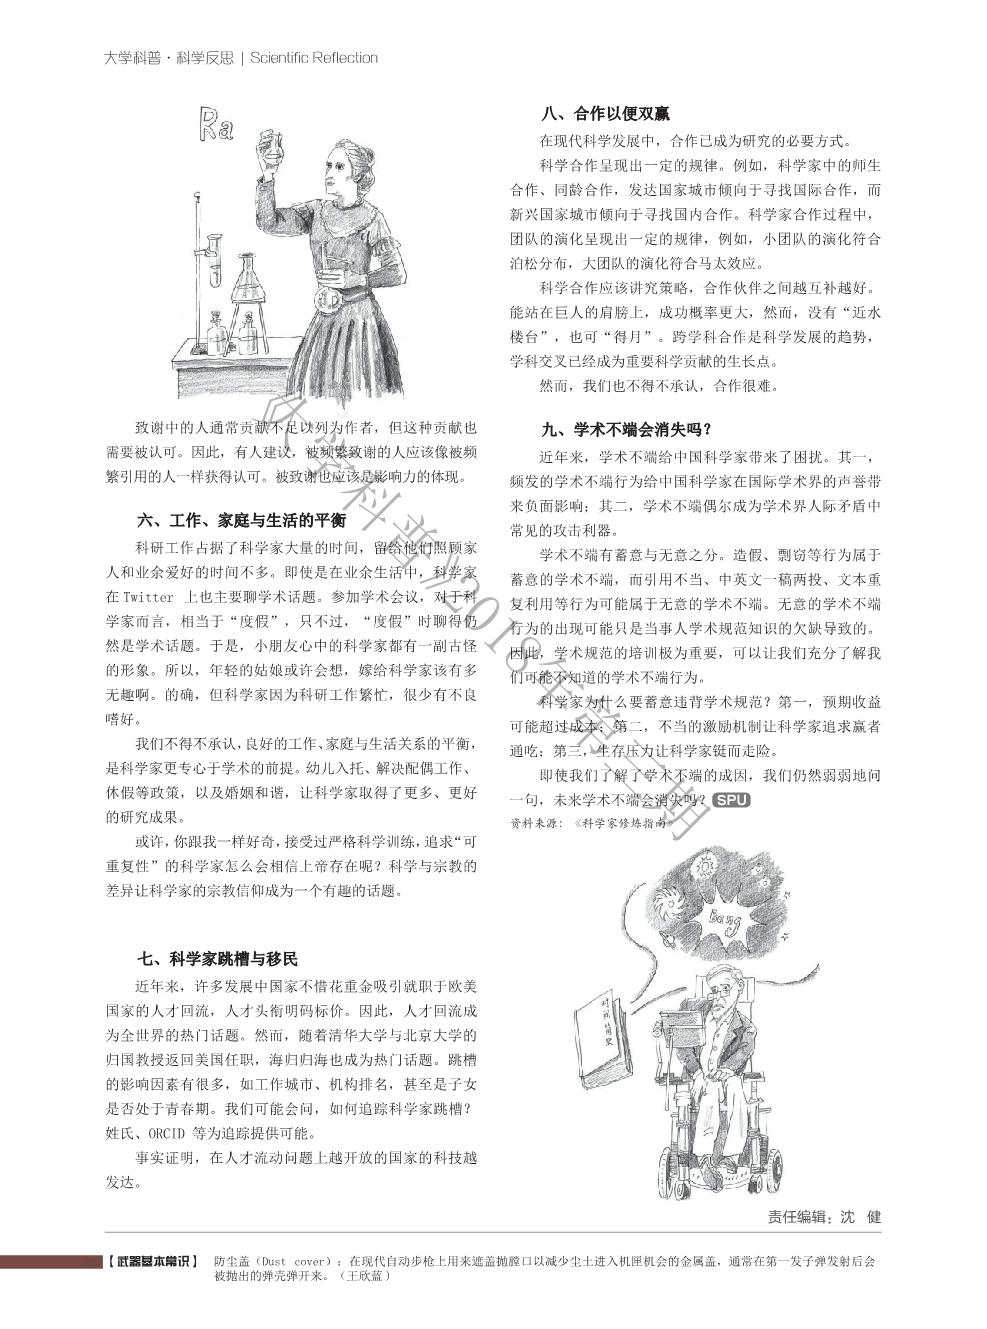 大学科普·科学反思 | Scientific Reflection
Ra
致谢中的人通常贡献不足以列为作者，但这种贡献也
需要被认可。因此，有人建议，被频繁致谢的人应该像被频
繁引用的人一样获得认可。被致谢也应该是影响力的体现。
六、工作、家庭与生活的平衡
科研工作占据了科学家大量的时间，留给他们照顾家
人和业余爱好的时间不多。即使是在业余生活中，科学家
在 Twitter 上也主要聊学术话题。参加学术会议，对于科
学家而言，相当于“度假”，只不过，“度假”时聊得仍
然是学术话题。于是，小朋友心中的科学家都有一副古怪
的形象。所以，年轻的姑娘或许会想，嫁给科学家该有多
无趣啊。的确，但科学家因为科研工作繁忙，很少有不良
嗜好。
我们不得不承认，良好的工作、家庭与生活关系的平衡，
是科学家更专心于学术的前提。幼儿入托、解决配偶工作、
休假等政策，以及婚姻和谐，让科学家取得了更多、更好
的研究成果。
或许，你跟我一样好奇，接受过严格科学训练，追求“可
重复性”的科学家怎么会相信上帝存在呢？科学与宗教的
差异让科学家的宗教信仰成为一个有趣的话题。
七、科学家跳槽与移民
近年来，许多发展中国家不惜花重金吸引就职于欧美
国家的人才回流，人才头衔明码标价。因此，人才回流成
为全世界的热门话题。然而，随着清华大学与北京大学的
归国教授返回美国任职，海归归海也成为热门话题。跳槽
的影响因素有很多，如工作城市、机构排名，甚至是子女
是否处于青春期。我们可能会问，如何追踪科学家跳槽？
姓氏、ORCID 等为追踪提供可能。
事实证明，在人才流动问题上越开放的国家的科技越
发达。
八、合作以便双赢
在现代科学发展中，合作已成为研究的必要方式。
科学合作呈现出一定的规律。例如，科学家中的师生
合作、同龄合作，发达国家城市倾向于寻找国际合作，而
新兴国家城市倾向于寻找国内合作。科学家合作过程中，
团队的演化呈现出一定的规律，例如，小团队的演化符合
泊松分布，大团队的演化符合马太效应。
科学合作应该讲究策略，合作伙伴之间越互补越好。
能站在巨人的肩膀上，成功概率更大，然而，没有“近水
楼台”，也可“得月”。跨学科合作是科学发展的趋势，
学科交叉已经成为重要科学贡献的生长点。
然而，我们也不得不承认，合作很难。
九、学术不端会消失吗？
近年来，学术不端给中国科学家带来了困扰。其一，
频发的学术不端行为给中国科学家在国际学术界的声誉带
来负面影响；其二，学术不端偶尔成为学术界人际矛盾中
常见的攻击利器。
学术不端有蓄意与无意之分。造假、剽窃等行为属于
蓄意的学术不端，而引用不当、中英文一稿两投、文本重
复利用等行为可能属于无意的学术不端。无意的学术不端
行为的出现可能只是当事人学术规范知识的欠缺导致的。
因此，学术规范的培训极为重要，可以让我们充分了解我
们可能不知道的学术不端行为。
科学家为什么要蓄意违背学术规范？第一，预期收益
可能超过成本；第二，不当的激励机制让科学家追求赢者
通吃；第三，生存压力让科学家铤而走险。
即使我们了解了学术不端的成因，我们仍然弱弱地问
一句，未来学术不端会消失吗？ SPU
资料来源：《科学家修炼指南》
Bang
时间简史
《大学科普》2018年第三期
责任编辑：沈 健
【武器基本常识】 防尘盖（Dust cover）：在现代自动步枪上用来遮盖抛膛口以减少尘土进入机匣机会的金属盖，通常在第一发子弹发射后会
被抛出的弹壳弹开来。（王欣蓝）